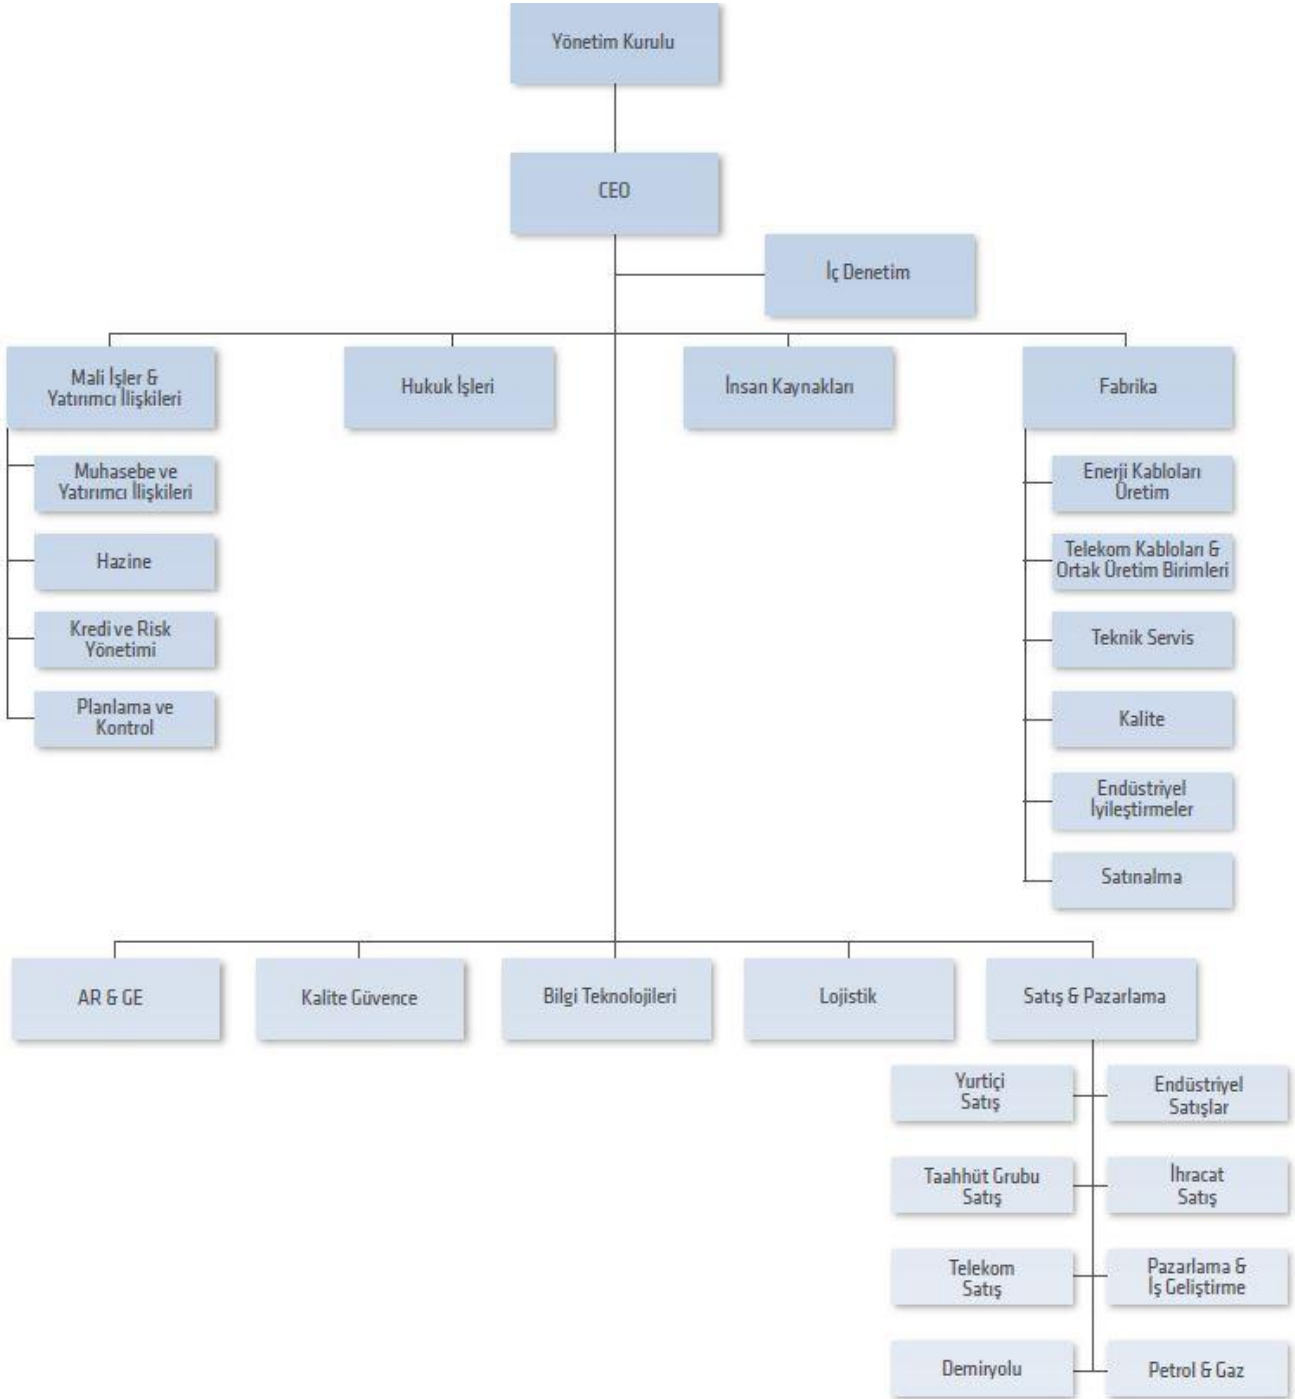 Yönetim Kurulu
CEO
İç Denetim
Mali İşler &
Yatırımcı İlişkileri
Hukuk İşleri
İnsan Kaynakları
Fabrika
Muhasebe ve
Yatırımcı İlişkileri
Hazine
Kredi ve Risk
Yönetimi
Planlama ve
Kontrol
Enerji Kabloları
Üretim
Telekom Kabloları &
Ortak Üretim Birimleri
Teknik Servis
Kalite
Endüstriyel
İyileştirmeler
Satınalma
AR & GE
Kalite Güvence
Bilgi Teknolojileri
Lojistik
Satış & Pazarlama
Yurtiçi
Satış
Endüstriyel
Satışlar
Taahhüt Grubu
Satış
İhracat
Satış
Telekom
Satış
Pazarlama &
İş Geliştirme
Demiryolu
Petrol & Gaz